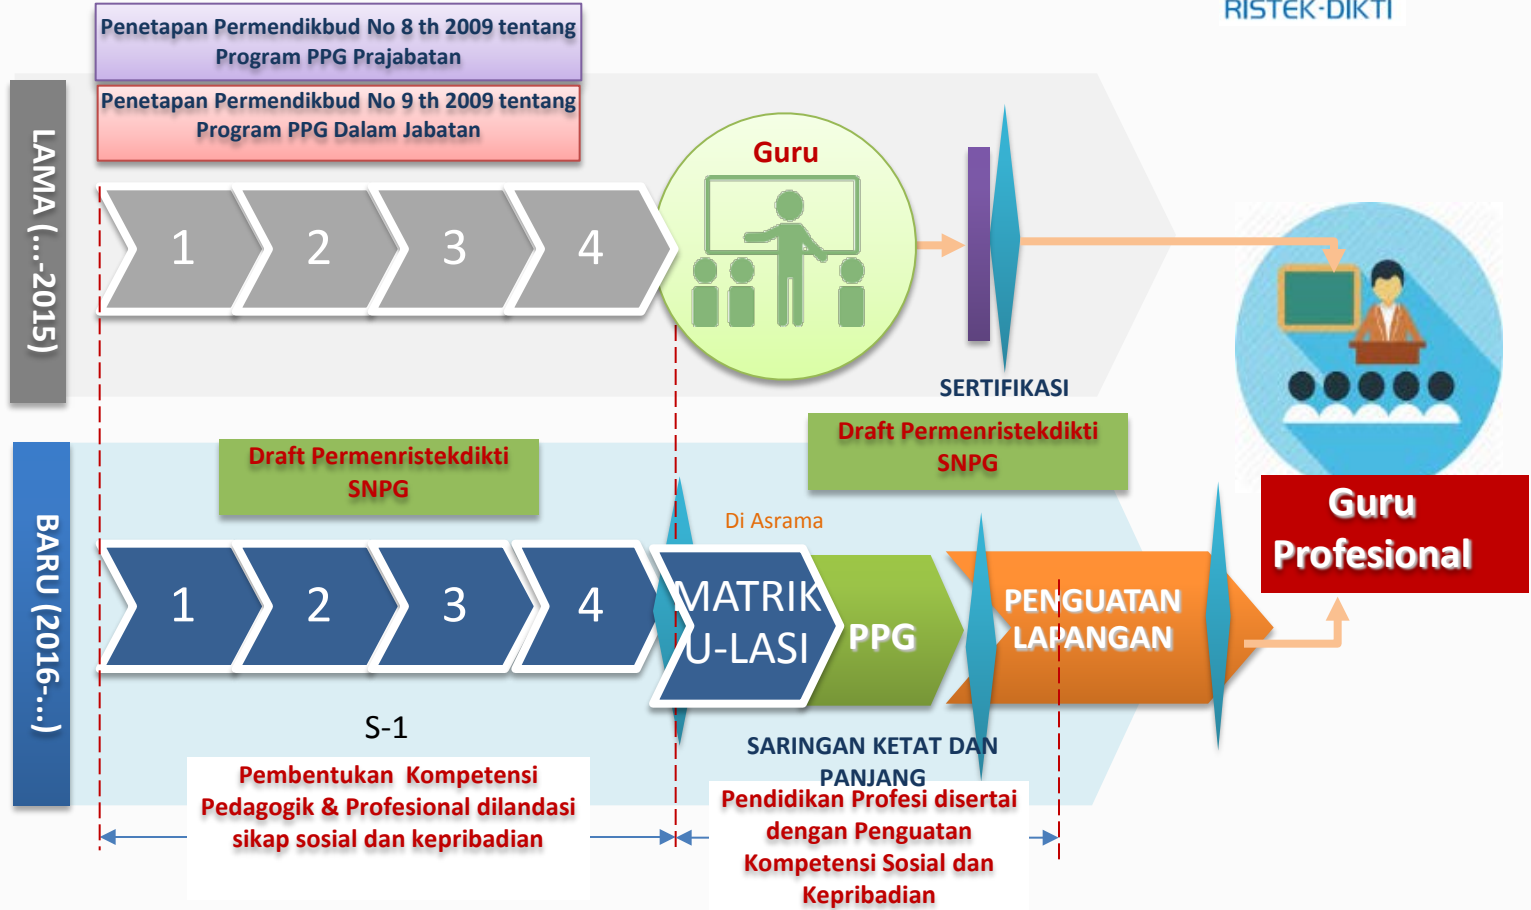 RISTEK-DIKTI
Penetapan Permendikbud No 8 th 2009 tentang
Program PPG Prajabatan
Penetapan Permendikbud No 9 th 2009 tentang
Program PPG Dalam Jabatan
LAMA (...-2015)
1
2
3
4
Guru
SERTIFIKASI
Draft Permenristekdikti
SNPG
Draft Permenristekdikti
SNPG
BARU (2016-...)
Di Asrama
1
2
3
4
MATRIK
U-LASI
PPG
PENGUATAN
LAPANGAN
Guru
Profesional
S-1
SARINGAN KETAT DAN
PANJANG
Pembentukan Kompetensi
Pedagogik & Profesional dilandasi
sikap sosial dan kepribadian
Pendidikan Profesi disertai
dengan Penguatan
Kompetensi Sosial dan
Kepribadian